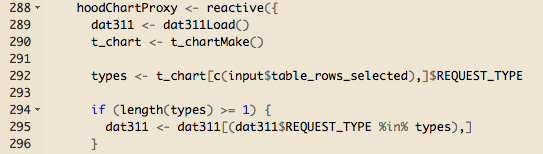 288 hoodChartProxy <- reactive({
289 dat311 <- dat311Load()
290 t_chart <- t_chartMake()
291
292 types <- t_chart[c(input$table_rows_selected),]$REQUEST_TYPE
293
294 if (length(types) >= 1) {
295 dat311 <- dat311[(dat311$REQUEST_TYPE %in% types),]
296 }